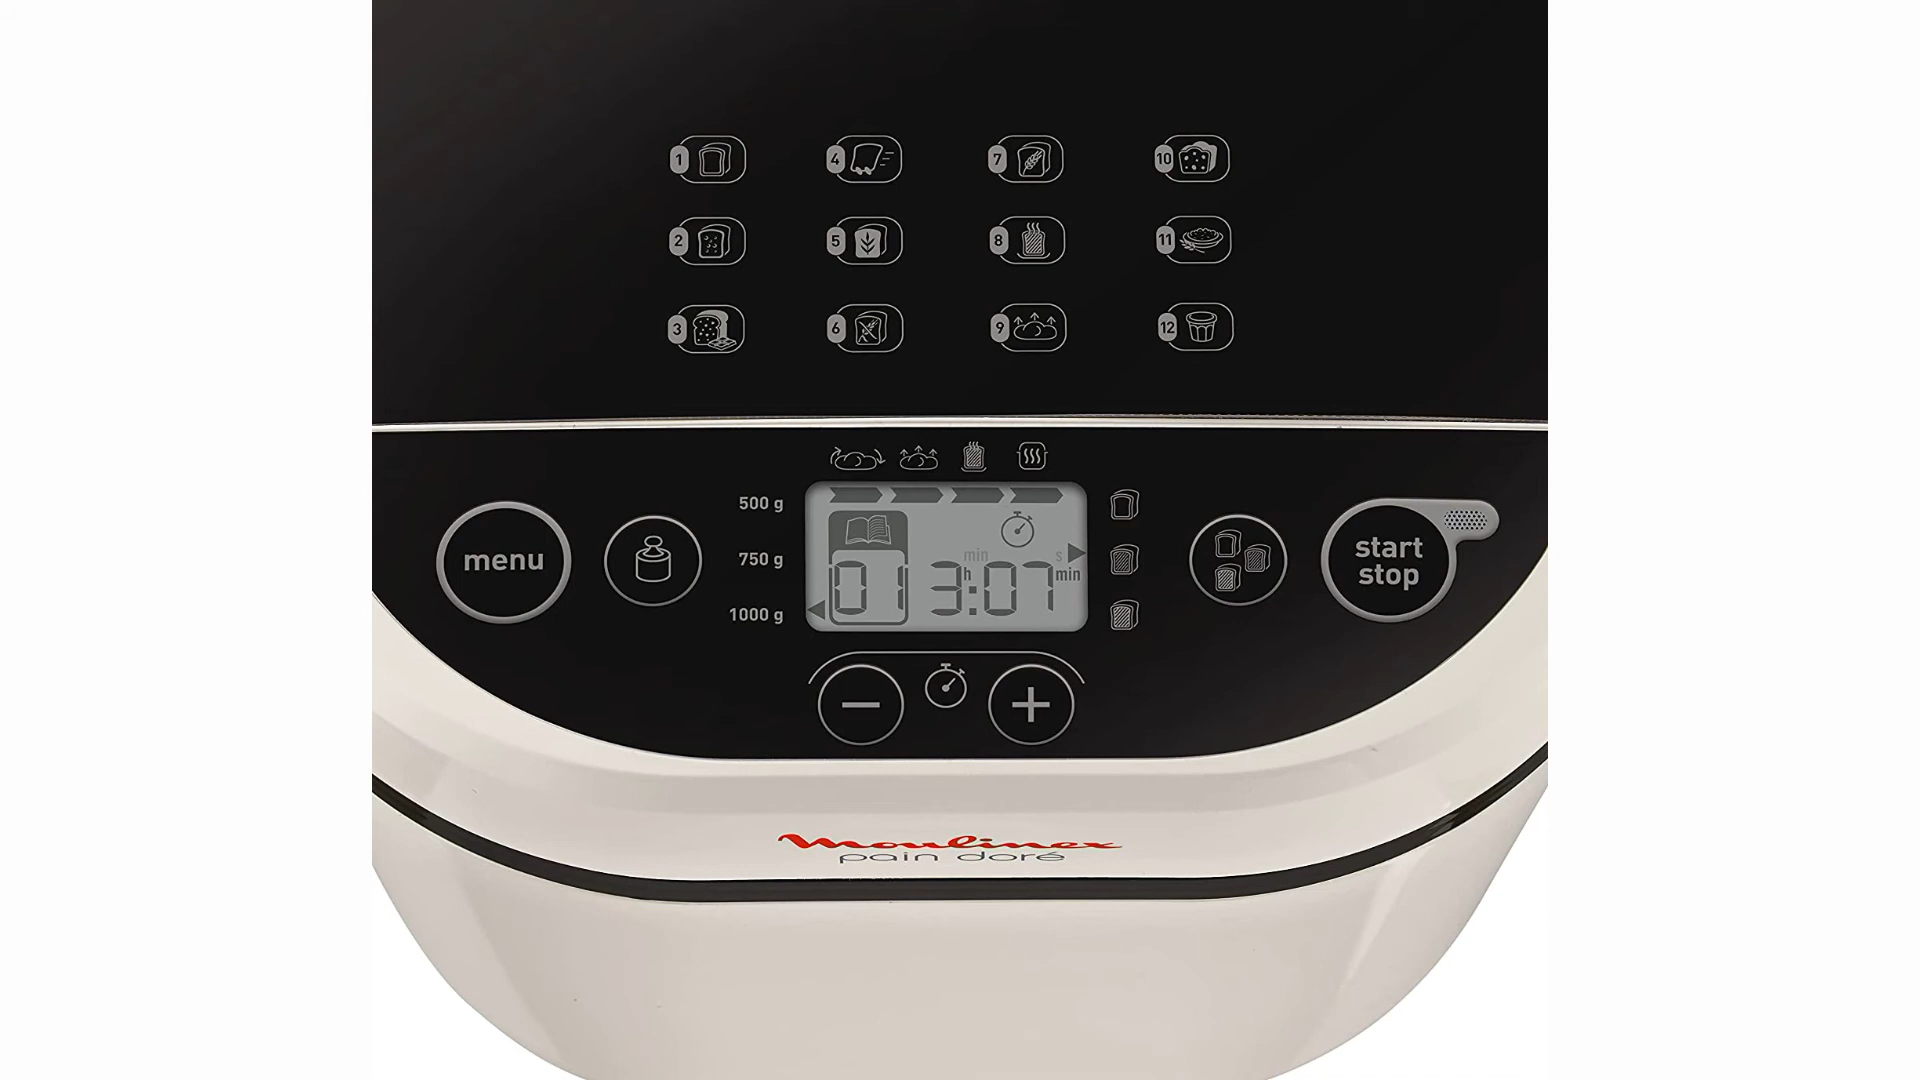 1 4 7 10
2 5 8 11
3 6 9 12
500 g
menu
750 g
1000 g
min s
01 3:07
h min
start
stop
Moulinex
pain doré